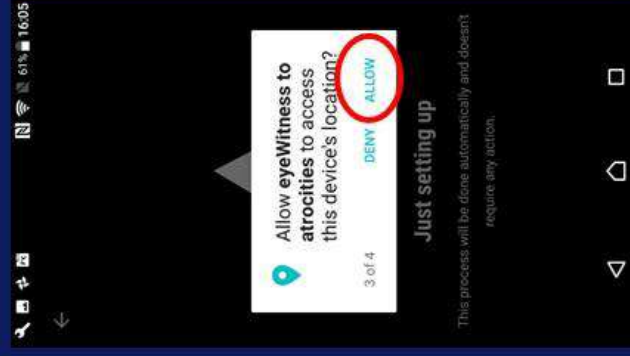 61% 16:05
Allow eyeWitness to
atrocities to access
this device's location?
3 of 4
DENY
ALLOW
Just setting up
This process will be done automatically and doesn't
require any action.